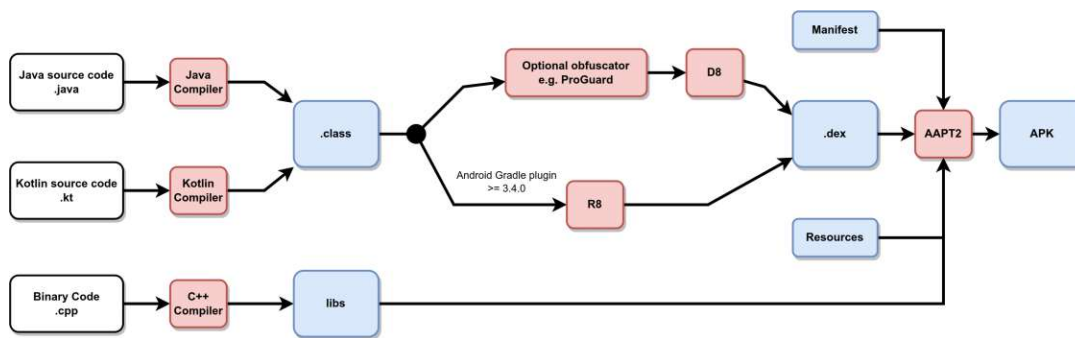 Java source code
.java
Java
Compiler
Kotlin source code
.kt
Kotlin
Compiler
Binary Code
.cpp
C++
Compiler
.class
libs
Optional obfuscator
e.g. ProGuard
D8
Android Gradle plugin
>= 3.4.0
R8
Manifest
.dex
Resources
AAPT2
APK